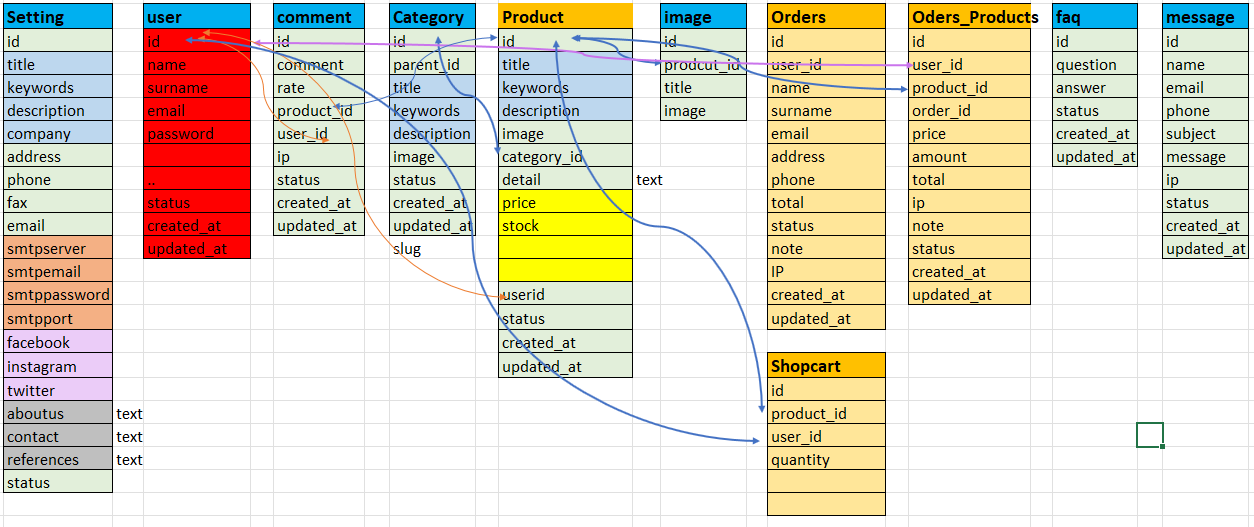 Setting
id
title
keywords
description
company
address
phone
fax
email
smtpserver
smtpemail
smtppassword
smtpport
facebook
instagram
twitter
aboutus text
contact text
references text
status
user
id
name
surname
email
password
..
status
created_at
updated_at
comment
id
comment
rate
product_id
user_id
ip
status
created_at
updated_at
Category
id
parent_id
title
keywords
description
image
status
created_at
updated_at
slug
Product
id
title
keywords
description
image
category_id
detail text
price
stock
userid
status
created_at
updated_at
image
id
prodcut_id
title
image
Orders
id
user_id
name
surname
email
address
phone
total
status
note
IP
created_at
updated_at
Shopcart
id
product_id
user_id
quantity
Oders_Products
id
user_id
product_id
order_id
price
amount
total
ip
note
status
created_at
updated_at
faq
id
question
answer
status
created_at
updated_at
message
id
name
email
phone
subject
message
ip
status
created_at
updated_at